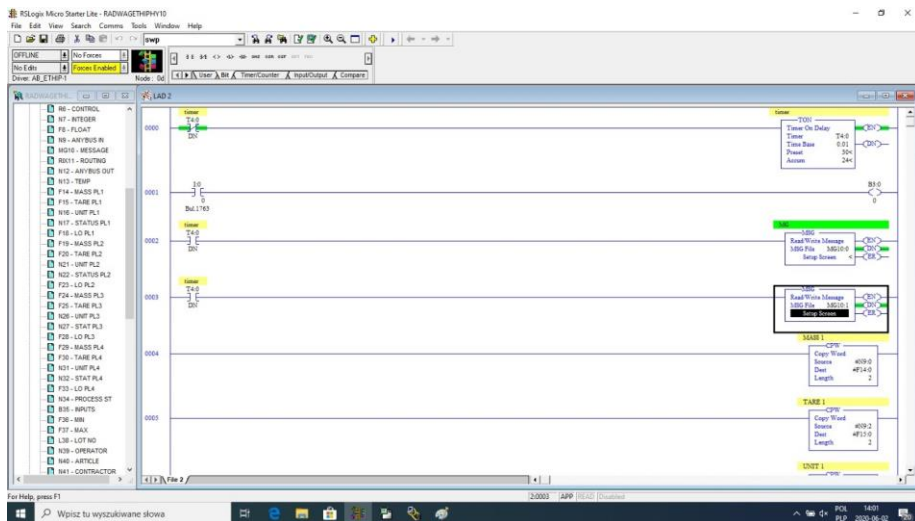 RSLogix Micro Starter Lite - RADWAGETHIPHY10
File Edit View Search Comms Tools Window Help
swp
OFFLINE No Forces
No Edits Forces Enabled
Driver: AB_ETHIP-1 Node: 0d
User Bit Timer/Counter Input/Output Compare
LAD 2
R6 - CONTROL
N7 - INTEGER
F8 - FLOAT
N9 - ANYBUS IN
MG10 - MESSAGE
RIX11 - ROUTING
N12 - ANYBUS OUT
N13 - TEMP
F14 - MASS PL1
F15 - TARE PL1
N16 - UNIT PL1
N17 - STATUS PL1
F18 - LO PL1
F19 - MASS PL2
F20 - TARE PL2
N21 - UNIT PL2
N22 - STATUS PL2
F23 - LO PL2
F24 - MASS PL3
F25 - TARE PL3
N26 - UNIT PL3
N27 - STAT PL3
F28 - LO PL3
F29 - MASS PL4
F30 - TARE PL4
N31 - UNIT PL4
N32 - STAT PL4
F33 - LO PL4
N34 - PROCESS ST
B35 - INPUTS
F36 - MIN
F37 - MAX
L38 - LOT NO
N39 - OPERATOR
N40 - ARTICLE
N41 - CONTRACTOR
0000
timer
T4:0
DN
timer
TON
Timer On Delay
Timer T4:0
Time Base 0.01
Preset 30<
Accum 24<
EN
DN
0001
I:0
0
Bul.1763
B3:0
0
0002
timer
T4:0
DN
MG
MSG
Read/Write Message
MSG File MG10:0
Setup Screen <
EN
DN
ER
0003
timer
T4:0
DN
MSG
Read/Write Message
MSG File MG10:1
Setup Screen
EN
DN
ER
0004
MASS 1
CPW
Copy Word
Source #N9:0
Dest #F14:0
Length 2
0005
TARE 1
CPW
Copy Word
Source #N9:2
Dest #F15:0
Length 2
UNIT 1
CPW
File 2
For Help, press F1
2:0003 APP READ Disabled
Wpisz tu wyszukiwane słowa
POL
PLP
14:01
2020-06-02